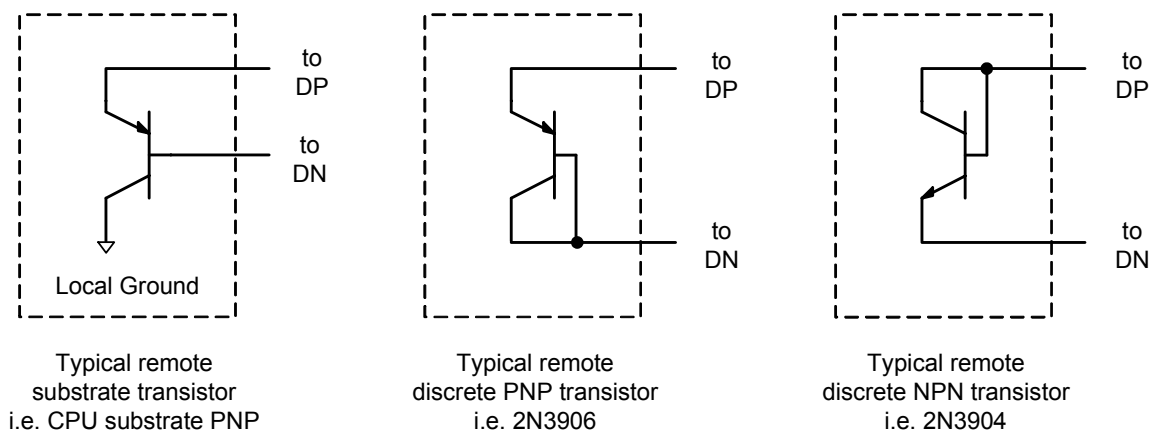 to
DP
to
DN
Local Ground
Typical remote
substrate transistor
i.e. CPU substrate PNP
to
DP
to
DN
Typical remote
discrete PNP transistor
i.e. 2N3906
to
DP
to
DN
Typical remote
discrete NPN transistor
i.e. 2N3904